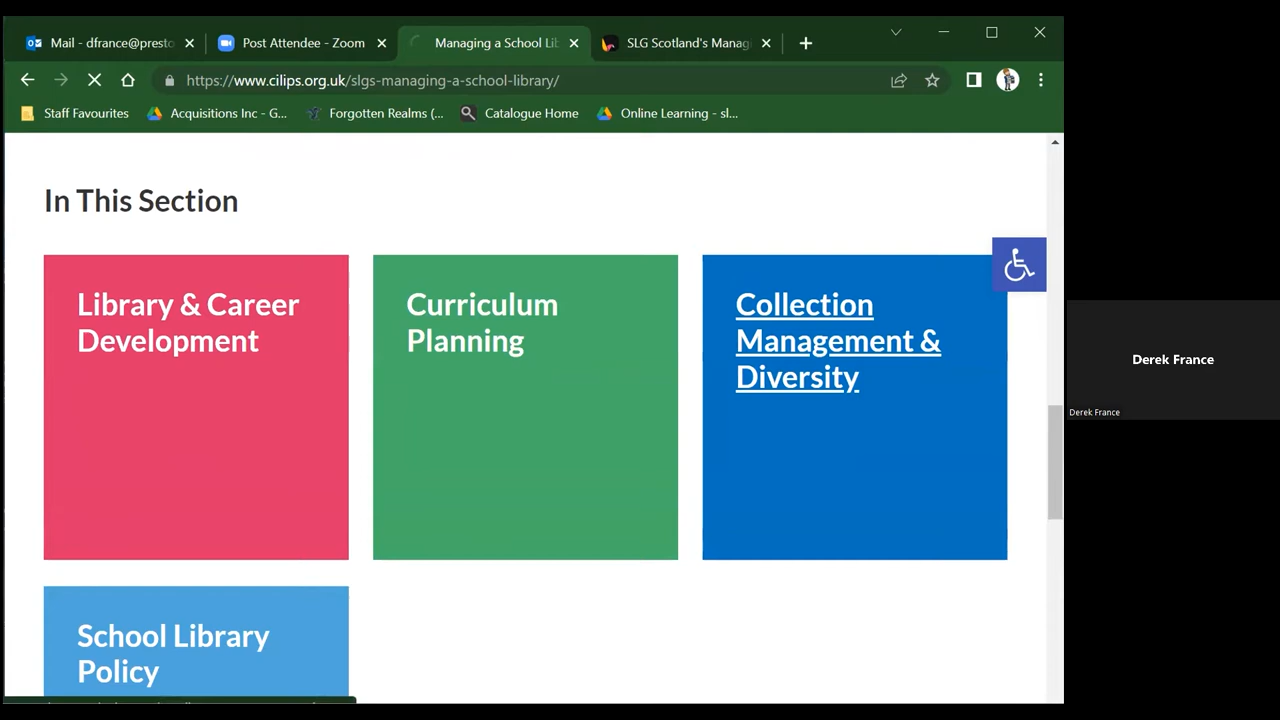 Mail - dfrance@presto
Post Attendee - Zoom
Managing a School Lib
SLG Scotland's Manag
https://www.cilips.org.uk/slgs-managing-a-school-library/
Staff Favourites
Acquisitions Inc - G...
Forgotten Realms (...
Catalogue Home
Online Learning - sl...
In This Section
Library & Career
Development
Curriculum
Planning
Collection
Management &
Diversity
School Library
Policy
Derek France
Derek France